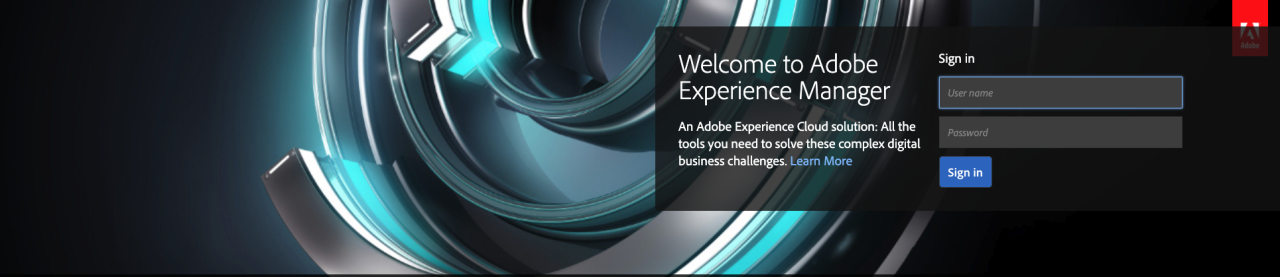 Adobe
Welcome to Adobe
Experience Manager
An Adobe Experience Cloud solution: All the
tools you need to solve these complex digital
business challenges. Learn More
Sign in
User name
Password
Sign in